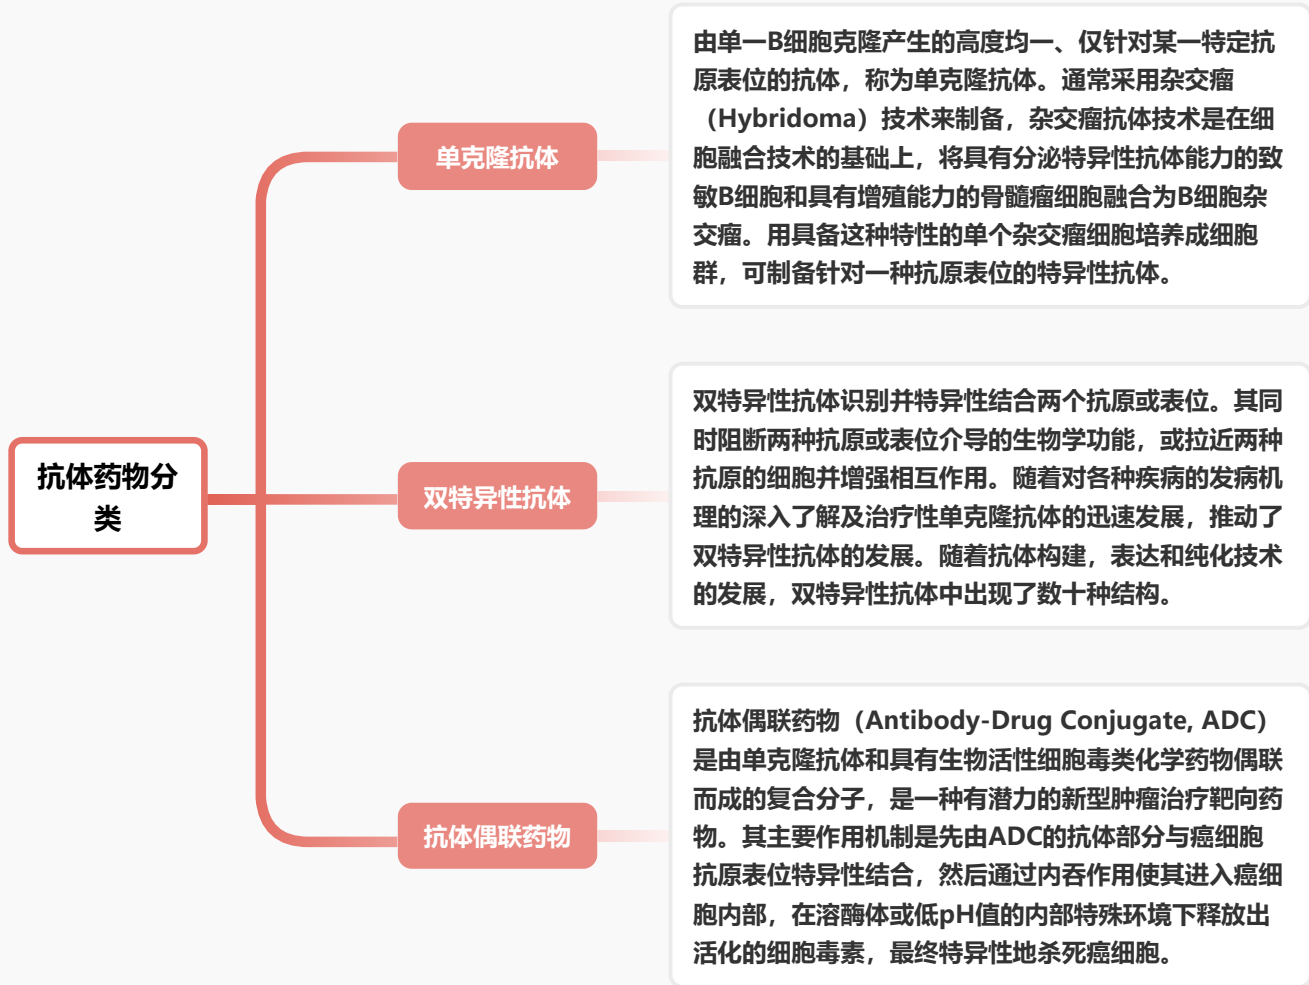 抗体药物分
类
单克隆抗体
由单一B细胞克隆产生的高度均一、仅针对某一特定抗
原表位的抗体，称为单克隆抗体。通常采用杂交瘤
（Hybridoma）技术来制备，杂交瘤抗体技术是在细
胞融合技术的基础上，将具有分泌特异性抗体能力的致
敏B细胞和具有增殖能力的骨髓瘤细胞融合为B细胞杂
交瘤。用具备这种特性的单个杂交瘤细胞培养成细胞
群，可制备针对一种抗原表位的特异性抗体。
双特异性抗体
双特异性抗体识别并特异性结合两个抗原或表位。其同
时阻断两种抗原或表位介导的生物学功能，或拉近两种
抗原的细胞并增强相互作用。随着对各种疾病的发病机
理的深入了解及治疗性单克隆抗体的迅速发展，推动了
双特异性抗体的发展。随着抗体构建，表达和纯化技术
的发展，双特异性抗体中出现了数十种结构。
抗体偶联药物
抗体偶联药物（Antibody-Drug Conjugate, ADC）
是由单克隆抗体和具有生物活性细胞毒类化学药物偶联
而成的复合分子，是一种有潜力的新型肿瘤治疗靶向药
物。其主要作用机制是先由ADC的抗体部分与癌细胞
抗原表位特异性结合，然后通过内吞作用使其进入癌细
胞内部，在溶酶体或低pH值的内部特殊环境下释放出
活化的细胞毒素，最终特异性地杀死癌细胞。